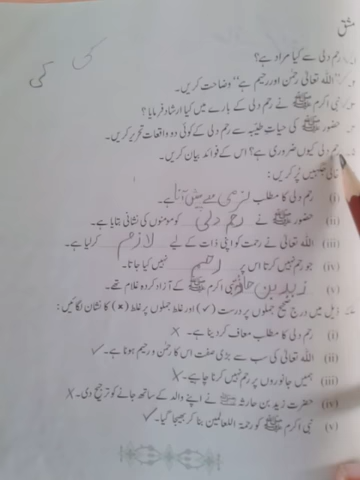 مشق
رحم دلی سے کیا مراد ہے؟
"اللہ تعالیٰ رحمٰن اور رحیم ہے" وضاحت کریں۔
نبی اکرم ﷺ نے رحم دلی کے بارے میں کیا ارشاد فرمایا؟
حضور ﷺ کی حیاتِ طیبہ سے رحم دلی کے کوئی دو واقعات تحریر کریں۔
رحم دلی کیوں ضروری ہے؟ اس کے فوائد بیان کریں۔
خالی جگہیں پُر کریں:
(i) رحم دلی کا مطلب نرمی سے پیش آنا ہے۔
(ii) حضور ﷺ نے رحم دلی کو مومنوں کی نشانی بتایا ہے۔
(iii) اللہ تعالیٰ نے رحمت کو اپنی ذات کے لیے لازم کرلیا ہے۔
(iv) جو رحم نہیں کرتا اس پر رحم نہیں کیا جاتا۔
(v) زید بن حارثہ نبی اکرم ﷺ کے آزاد کردہ غلام تھے۔
ذیل میں درج صحیح جملوں پر درست (✓) اور غلط جملوں پر غلط (×) کا نشان لگائیں:
(i) رحم دلی کا مطلب معاف کردینا ہے۔ ×
(ii) اللہ تعالیٰ کی سب سے بڑی صفت اس کا رحمٰن و رحیم ہونا ہے۔ ✓
(iii) ہمیں جانوروں پر رحم نہیں کرنا چاہیے۔ ×
(iv) حضرت زید بن حارثہ نے اپنے والد کے ساتھ جانے کو ترجیح دی۔ ×
(v) نبی اکرم ﷺ کو رحمۃ اللعالمین بنا کر بھیجا گیا۔ ✓